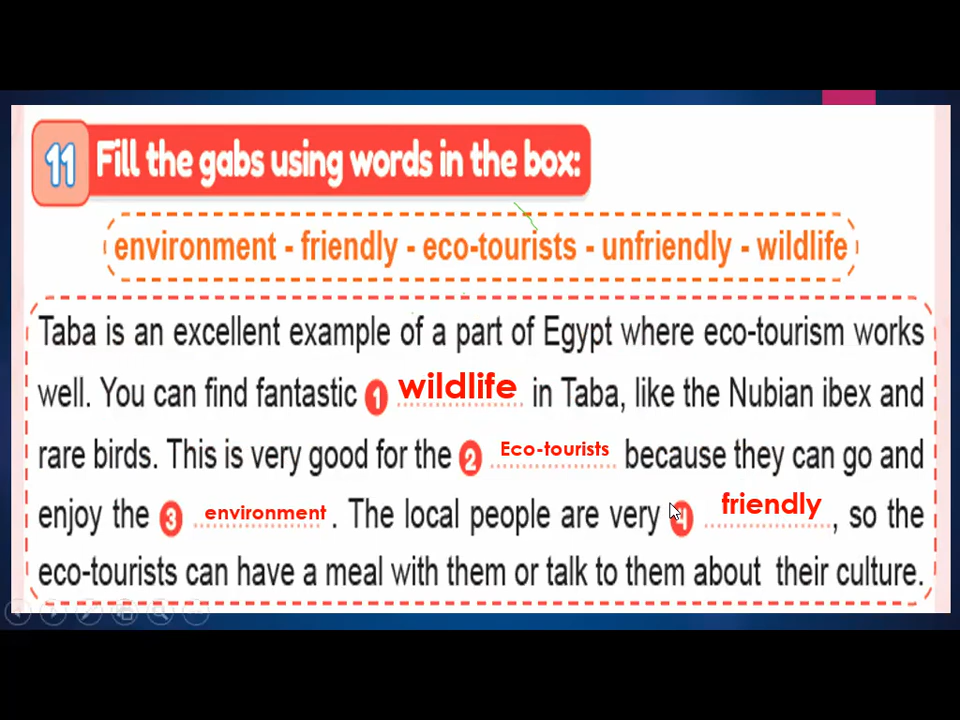 11 Fill the gabs using words in the box:
environment - friendly - eco-tourists - unfriendly - wildlife
Taba is an excellent example of a part of Egypt where eco-tourism works
well. You can find fantastic 1 wildlife in Taba, like the Nubian ibex and
rare birds. This is very good for the 2 Eco-tourists because they can go and
enjoy the 3 environment . The local people are very 4 friendly , so the
eco-tourists can have a meal with them or talk to them about their culture.